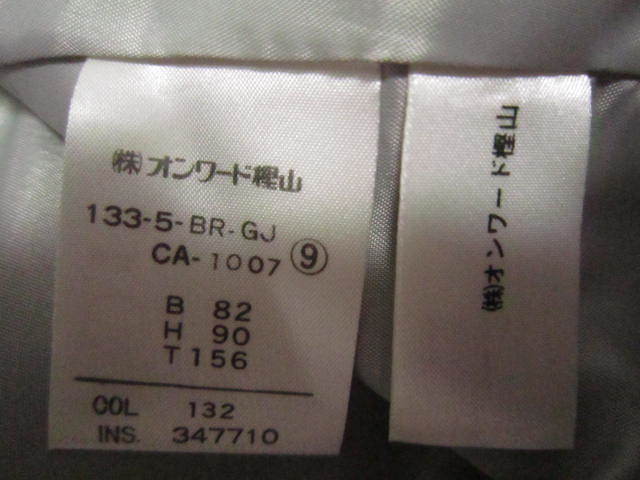 ㈱オンワード樫山
133-5-BR-GJ
CA-1007 ⑨
B 82
H 90
T 156
COL 132
INS. 347710
㈱オンワード樫山